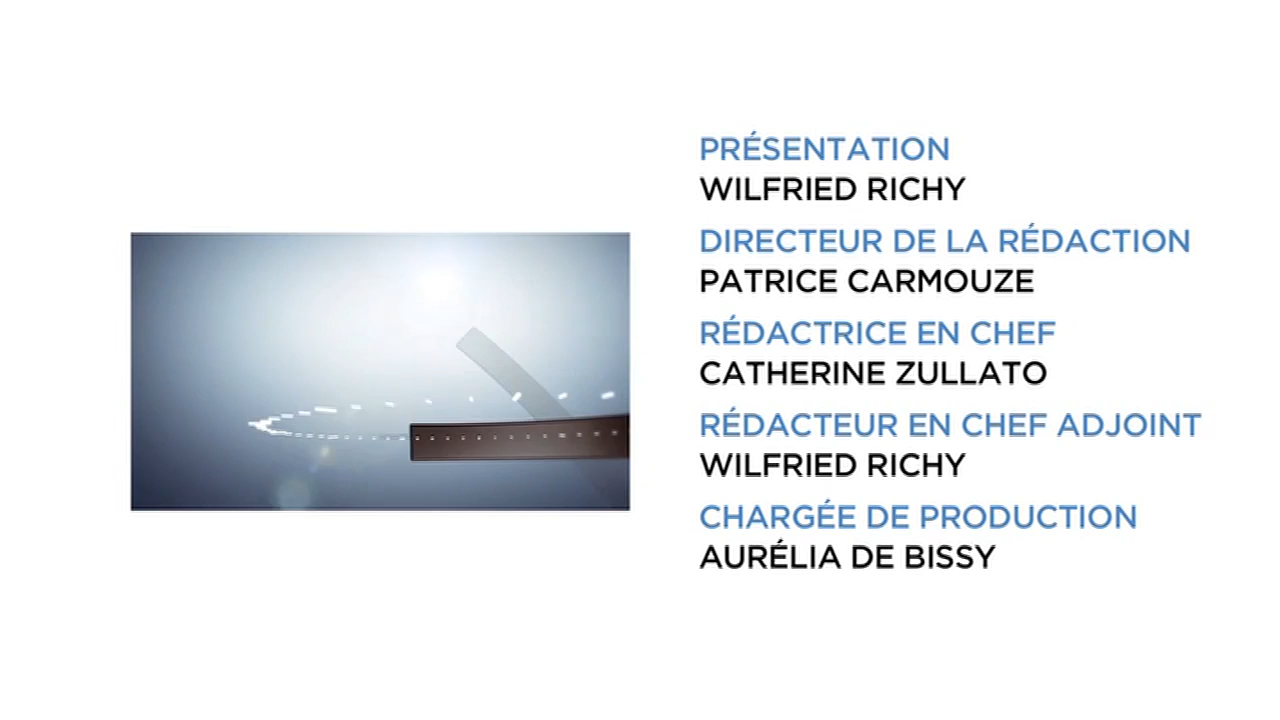 PRÉSENTATION
WILFRIED RICHY
DIRECTEUR DE LA RÉDACTION
PATRICE CARMOUZE
RÉDACTRICE EN CHEF
CATHERINE ZULLATO
RÉDACTEUR EN CHEF ADJOINT
WILFRIED RICHY
CHARGÉE DE PRODUCTION
AURÉLIA DE BISSY